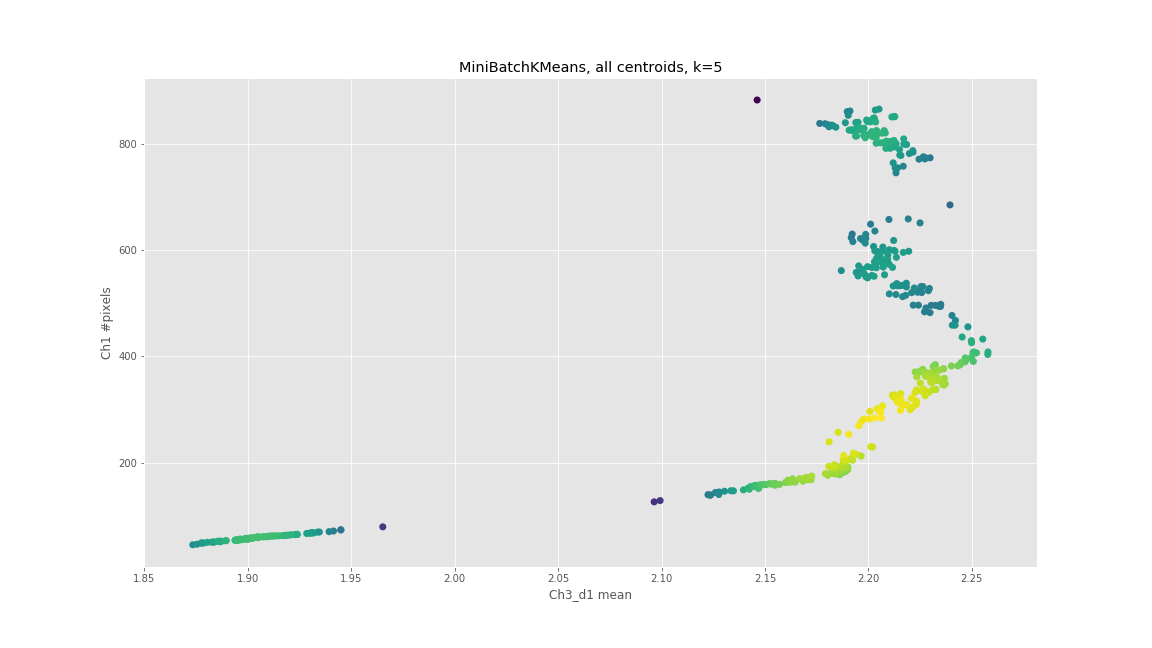 MiniBatchKMeans, all centroids, k=5
Ch1 #pixels
800
600
400
200
1.85 1.90 1.95 2.00 2.05 2.10 2.15 2.20 2.25
Ch3_d1 mean